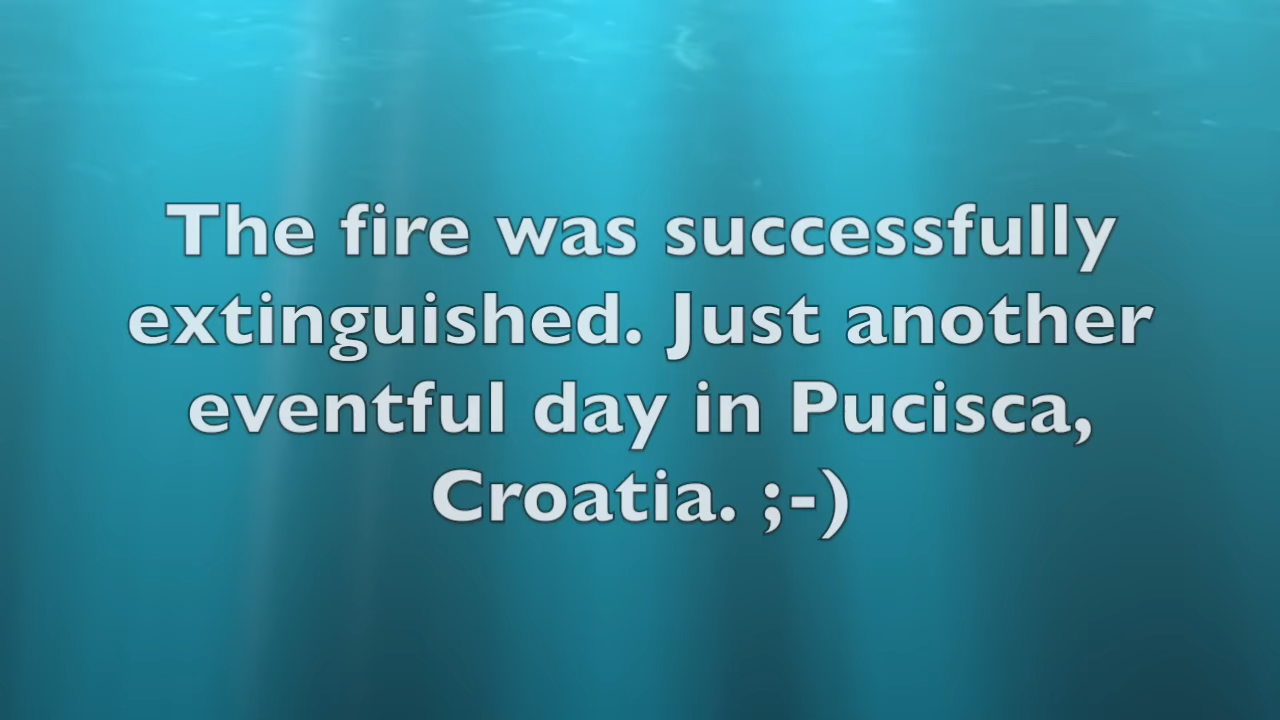 The fire was successfully
extinguished. Just another
eventful day in Pucisca,
Croatia. ;-)